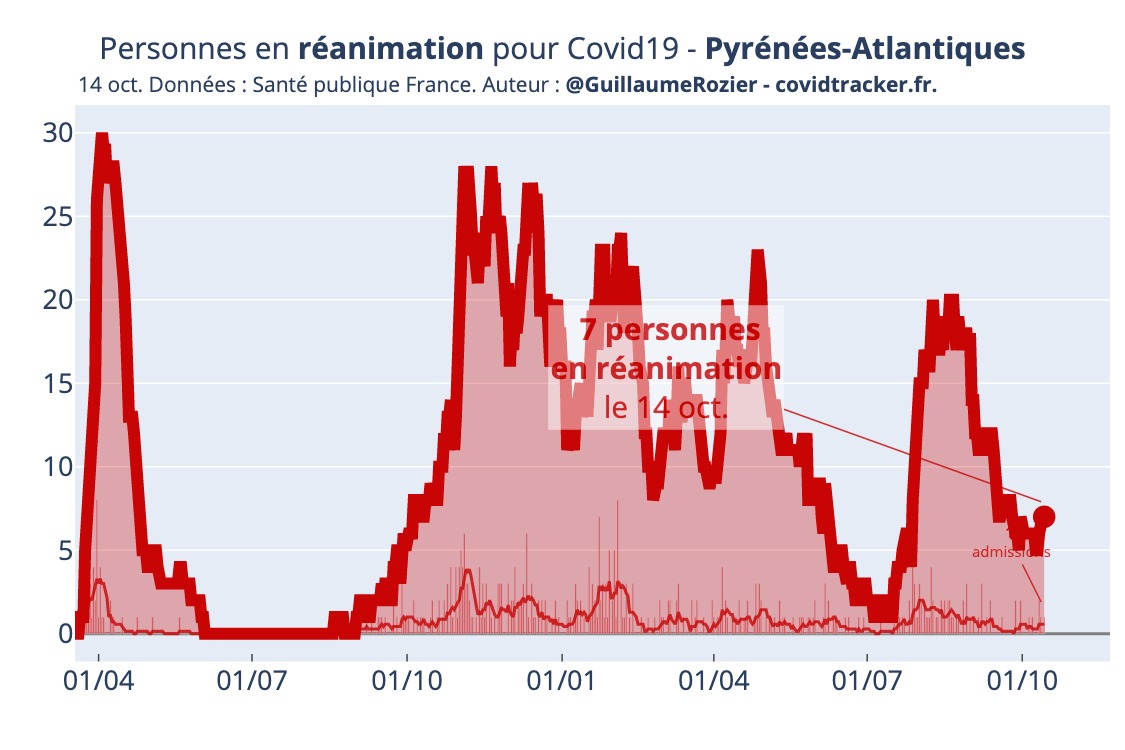 Personnes en réanimation pour Covid19 - Pyrénées-Atlantiques
14 oct. Données : Santé publique France. Auteur : @GuillaumeRozier - covidtracker.fr.
30
25
20
15
10
5
0
7 personnes
en réanimation
le 14 oct.
admissions
01/04
01/07
01/10
01/01
01/04
01/07
01/10